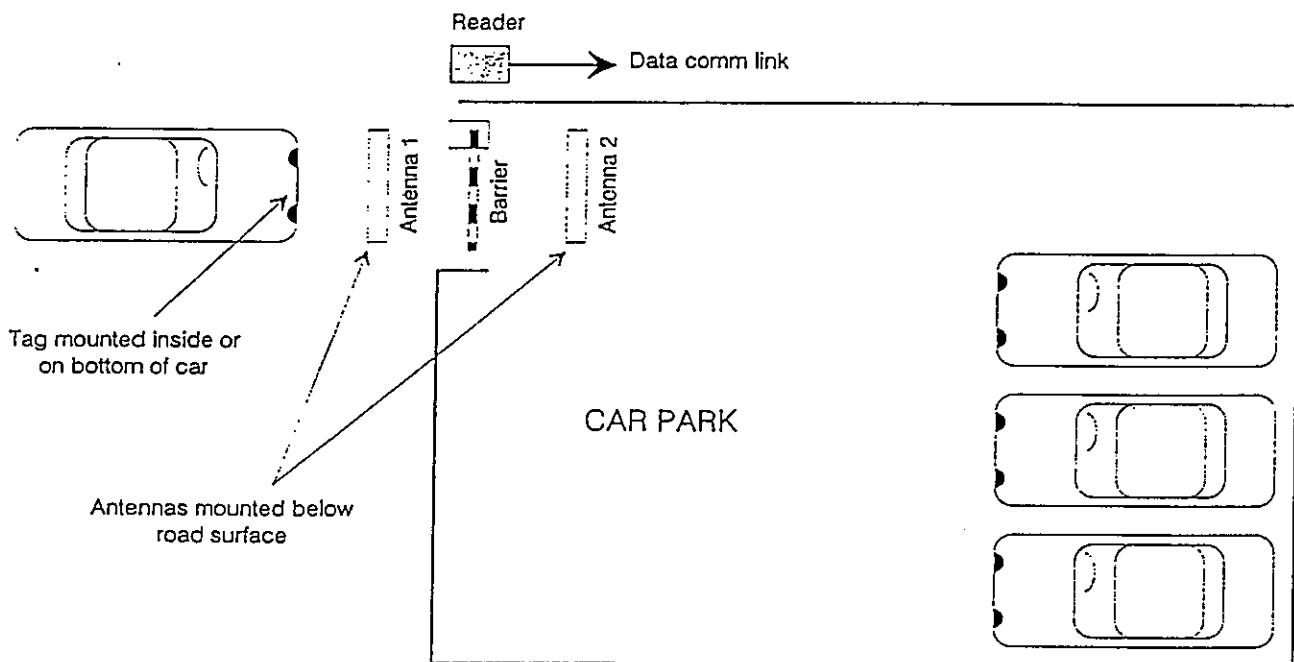 Reader
Data comm link
Antenna 1
Barrier
Antenna 2
Tag mounted inside or
on bottom of car
CAR PARK
Antennas mounted below
road surface